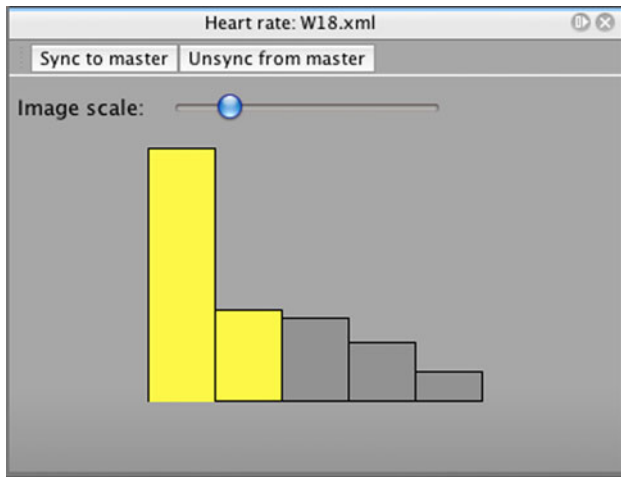 Heart rate: W18.xml
Sync to master Unsync from master
Image scale: